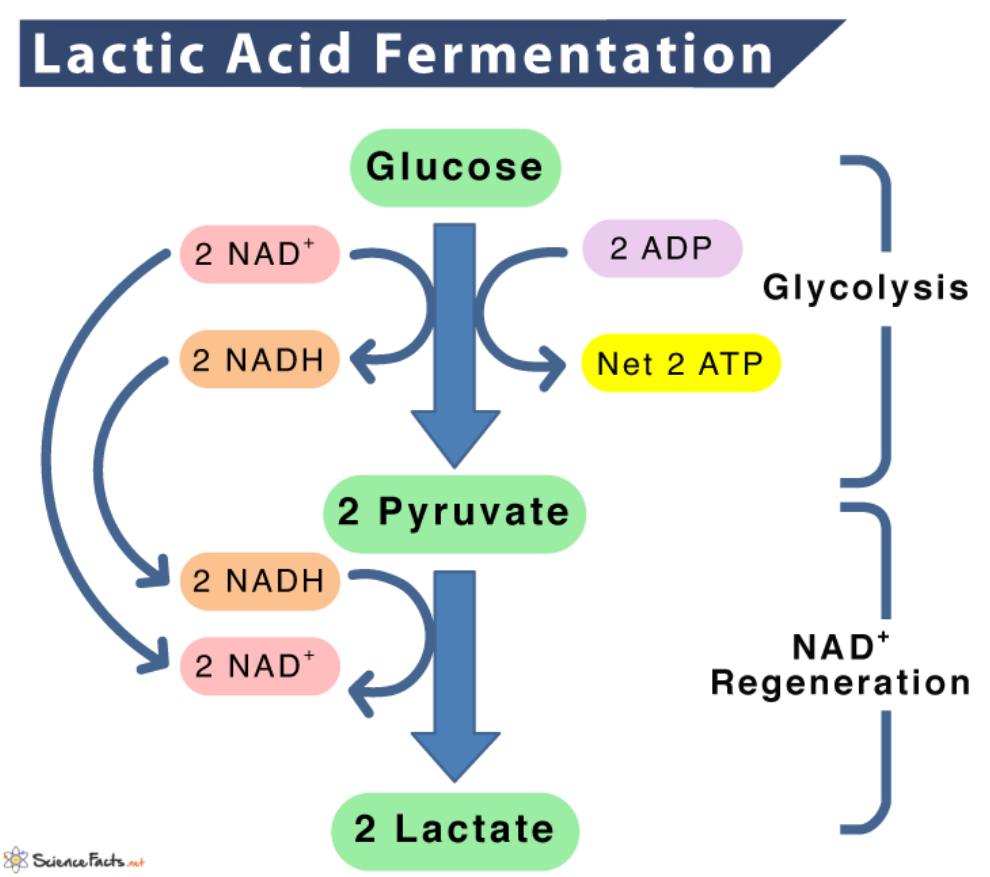 Lactic Acid Fermentation
Glucose
2 NAD⁺
2 ADP
Glycolysis
2 NADH
Net 2 ATP
2 Pyruvate
2 NADH
NAD⁺
Regeneration
2 NAD⁺
2 Lactate
ScienceFacts.net